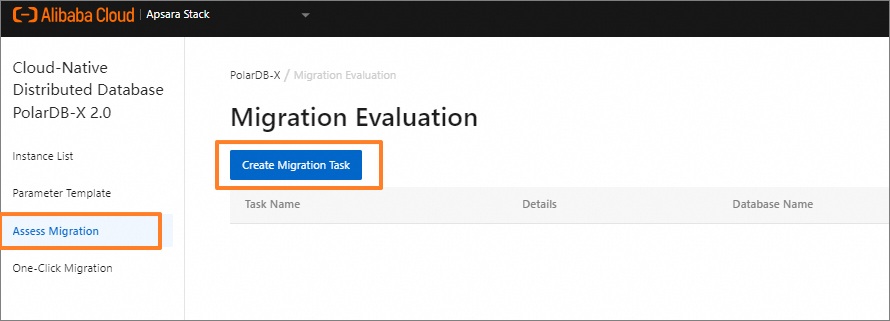 Alibaba Cloud | Apsara Stack
Cloud-Native
Distributed Database
PolarDB-X 2.0
Instance List
Parameter Template
Assess Migration
One-Click Migration
PolarDB-X / Migration Evaluation
Migration Evaluation
Create Migration Task
Task Name Details Database Name